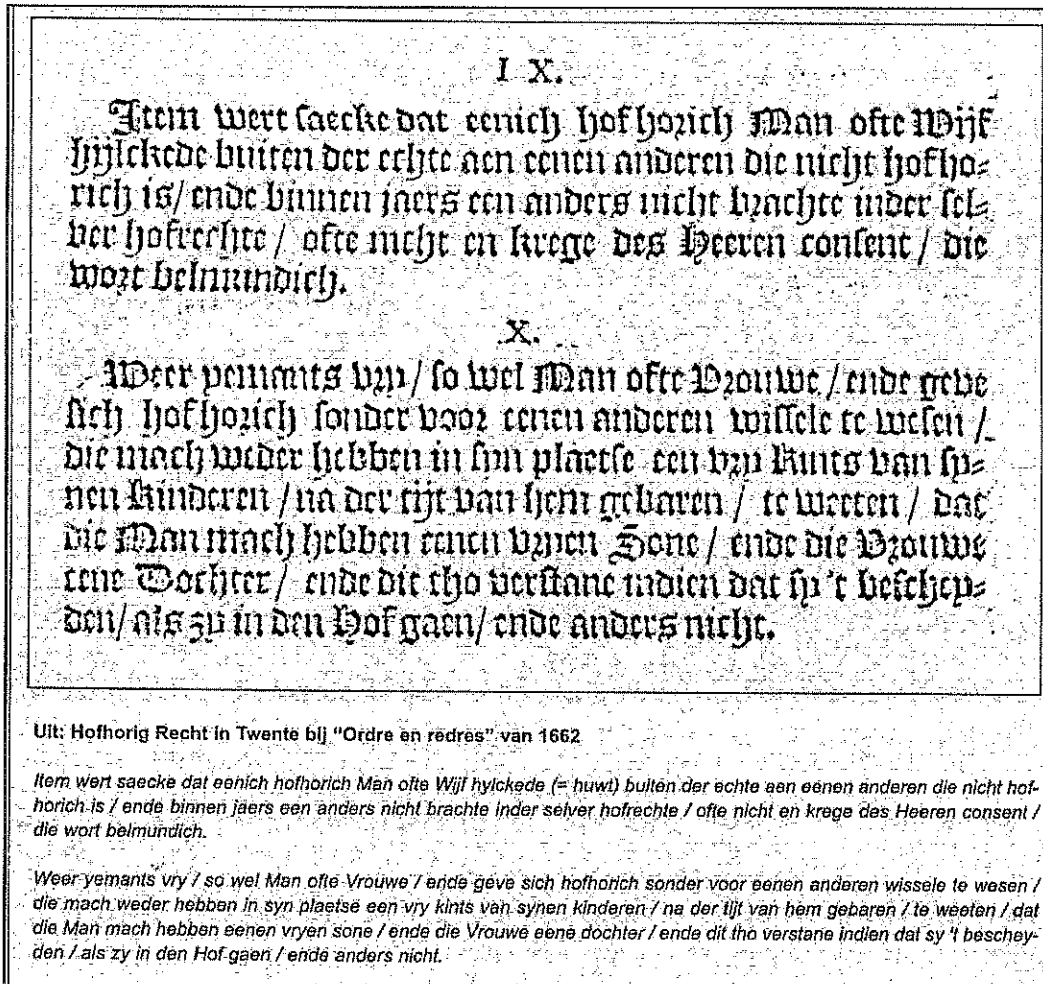 I X.
Item wert saecke dat eenich hofhorich Man ofte Wijf
hijlckede buiten der echte aen eenen anderen die nicht hofho-
rich is / ende binnen jaers een anders nicht brachte inder sel-
ver hofrechte / ofte nicht en krege des Heeren consent / die
wort belmundich.
X.
Weer yemants vry / so wel Man ofte Vrouwe / ende geve
sich hofhorich sonder voor eenen anderen wissele te wesen /
die mach weder hebben in syn plaetse een vry kints van sy-
nen kinderen / na der tijt van hem gebaren / te weeten / dat
die Man mach hebben eenen vryen Sone / ende die Vrouwe
eene Dochter / ende dit tho verstane indien dat sy 't beschey-
den / als zy in den Hof gaen / ende anders nicht.
Uit: Hofhorig Recht in Twente bij "Ordre en redres" van 1662
Item wert saecke dat eenich hofhorich Man ofte Wijf hylckede (= huwt) buiten der echte aan eenen anderen die nicht hof-
horich is / ende binnen jaers een anders nicht brachte inder selver hofrechte / ofte nicht en krege des Heeren consent /
die wort belmundich.
Weer yemants vry / so wel Man ofte Vrouwe / ende geve sich hofhorich sonder voor eenen anderen wissele te wesen /
die mach weder hebben in syn plaetse een vry kints van synen kinderen / na der tijt van hem gebaren / te weeten / dat
die Man mach hebben eenen vryen sone / ende die Vrouwe eene dochter / ende dit tho verstane indien dat sy 't beschey-
den / als zy in den Hof gaen / ende anders nicht.